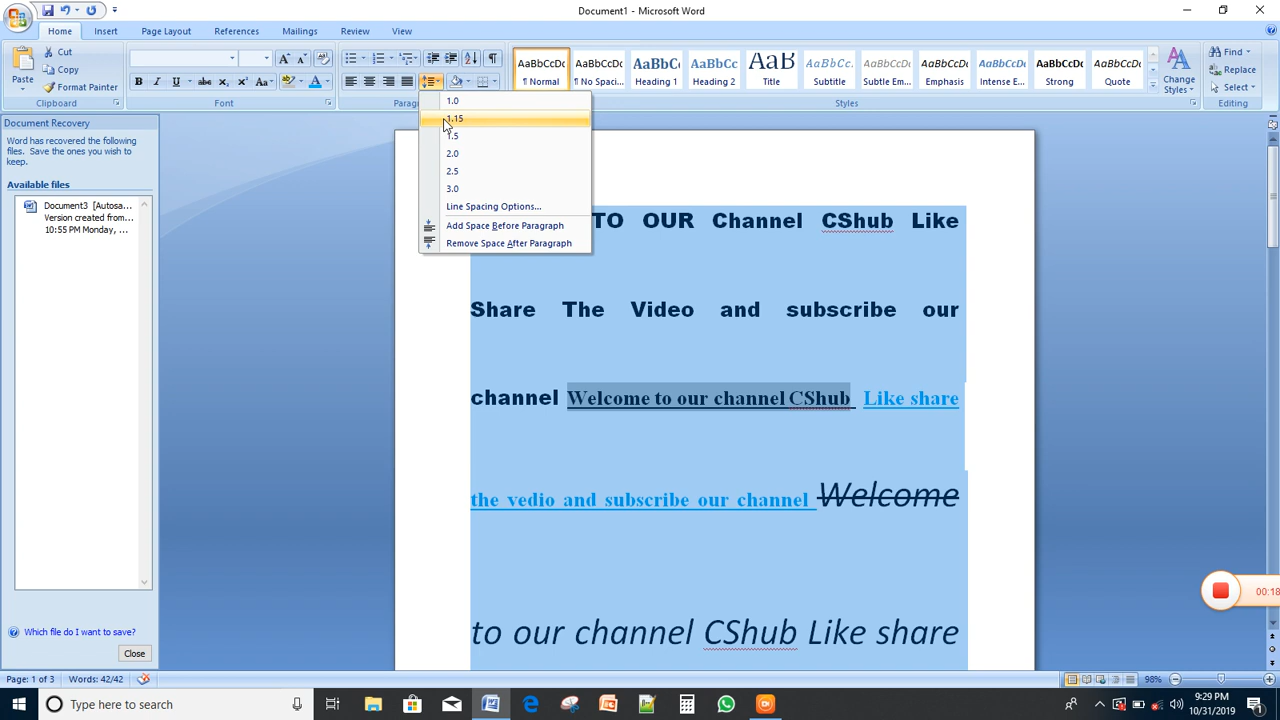 Document1 - Microsoft Word
Home Insert Page Layout References Mailings Review View
Paste
Cut
Copy
Format Painter
Clipboard
Font
AaBbCcDc
¶ Normal
AaBbCcDc
¶ No Spaci...
AaBbCc
Heading 1
AaBbCc
Heading 2
AaB
Title
AaBbCc.
Subtitle
AaBbCcDc
Subtle Em...
AaBbCcDc
Emphasis
AaBbCcDc
Intense E...
AaBbCcDc
Strong
AaBbCcDc
Quote
Styles
Change
Styles
Find
Replace
Select
Editing
1.0
1.15
1.5
2.0
2.5
3.0
Line Spacing Options...
Add Space Before Paragraph
Remove Space After Paragraph
Document Recovery
Word has recovered the following
files. Save the ones you wish to
keep.
Available files
Document3 [Autosa...
Version created from...
10:55 PM Monday, ...
Which file do I want to save?
Close
TO OUR Channel CShub Like
Share The Video and subscribe our
channel Welcome to our channel CShub Like share
the vedio and subscribe our channel Welcome
to our channel CShub Like share
00:18
Page: 1 of 3 Words: 42/42
98%
Type here to search
9:29 PM
10/31/2019